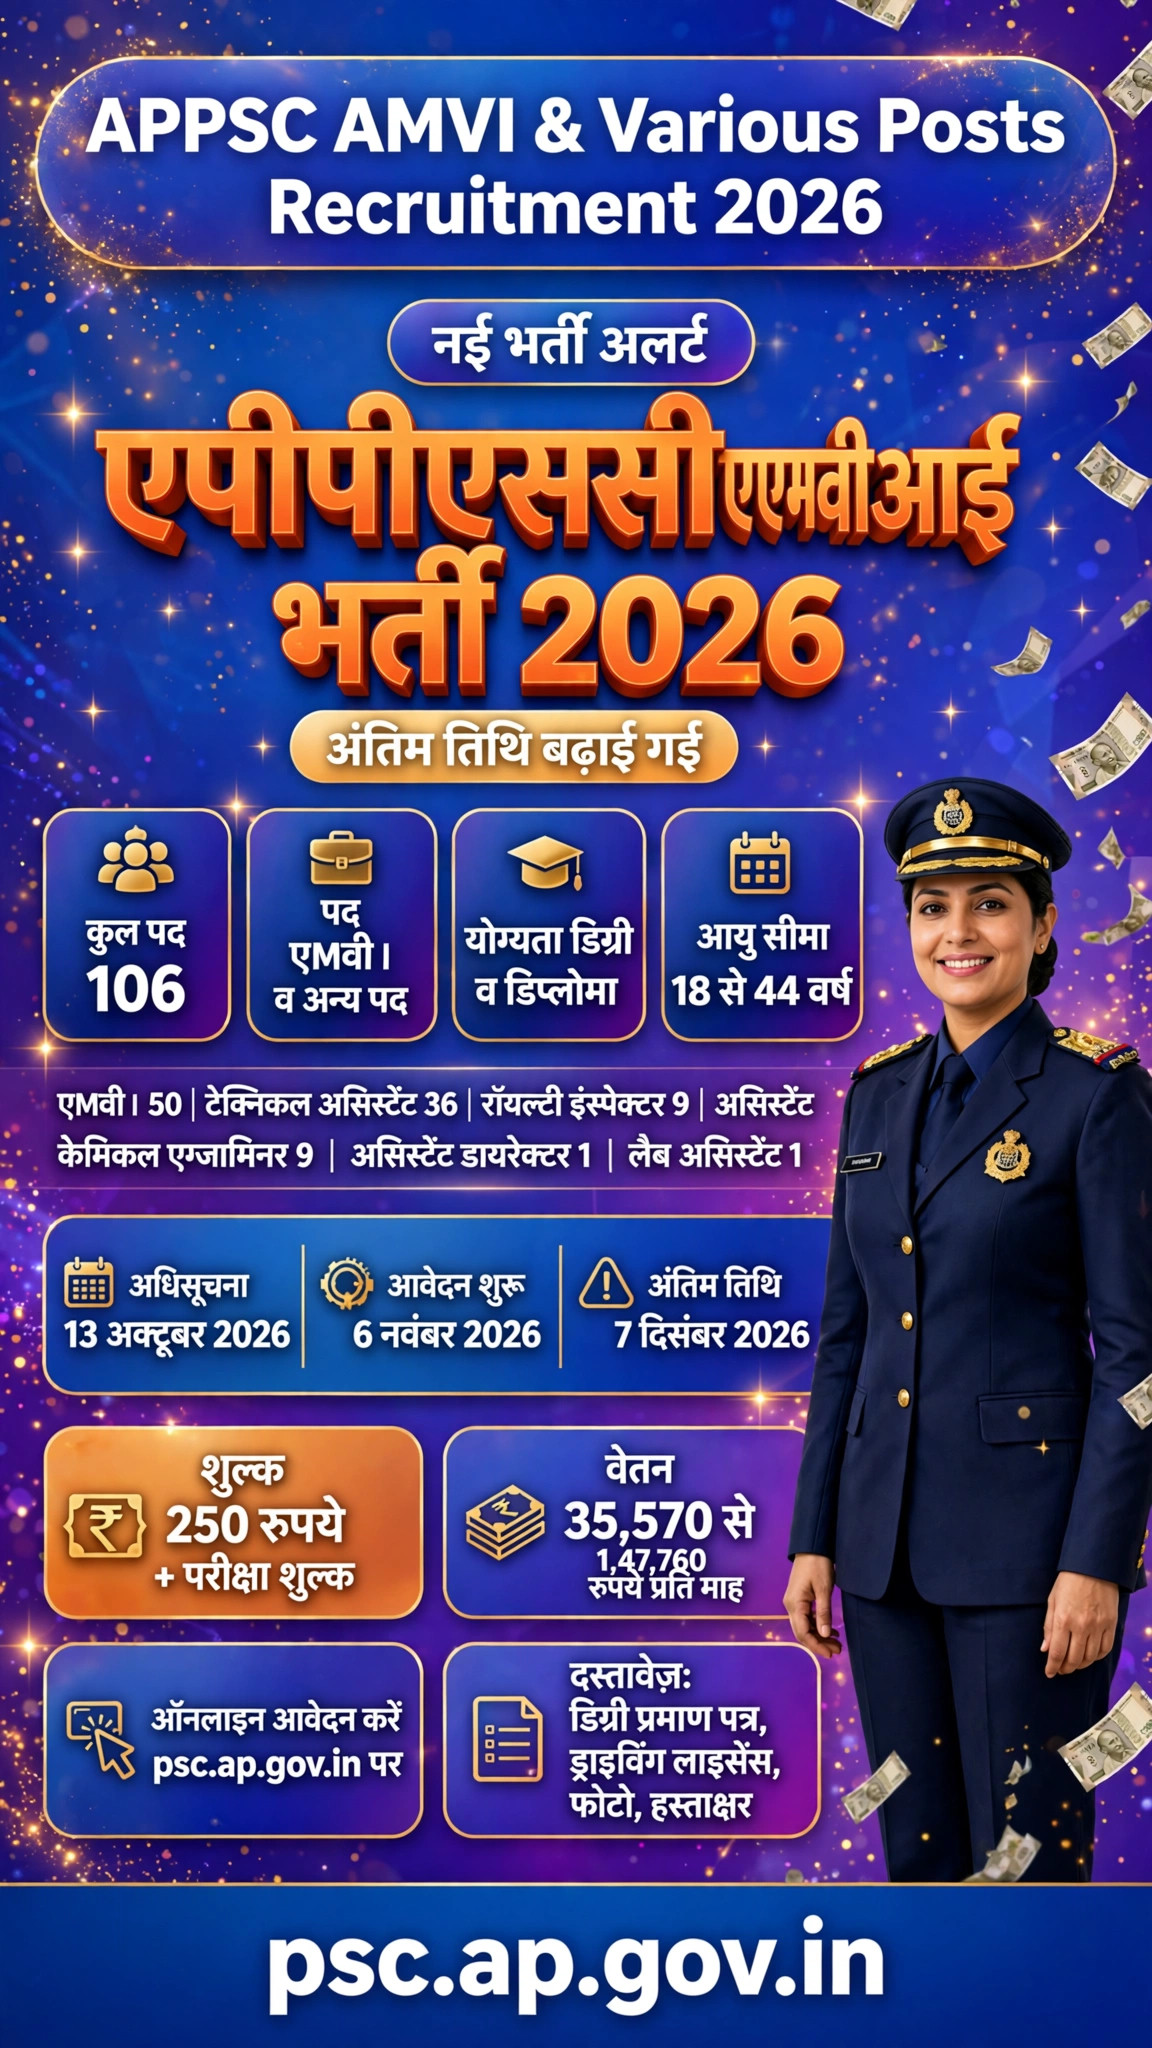 APPSC AMVI & Various Posts
Recruitment 2026
नई भर्ती अलर्ट
एपीपीएससी एएमवीआई
भर्ती 2026
अंतिम तिथि बढ़ाई गई
कुल पद
106
पद
एMवी।
व अन्य पद
योग्यता डिग्री
व डिप्लोमा
आयु सीमा
18 से 44 वर्ष
एMवी। 50 | टेक्निकल असिस्टेंट 36 | रॉयल्टी इंस्पेक्टर 9 | असिस्टेंट
केमिकल एग्जामिनर 9 | असिस्टेंट डायरेक्टर 1 | लैब असिस्टेंट 1
अधिसूचना
13 अक्टूबर 2026
आवेदन शुरू
6 नवंबर 2026
अंतिम तिथि
7 दिसंबर 2026
शुल्क
250 रुपये
+ परीक्षा शुल्क
वेतन
35,570 से
1,47,760
रुपये प्रति माह
ऑनलाइन आवेदन करें
psc.ap.gov.in पर
दस्तावेज़:
डिग्री प्रमाण पत्र,
ड्राइविंग लाइसेंस,
फोटो, हस्ताक्षर
psc.ap.gov.in